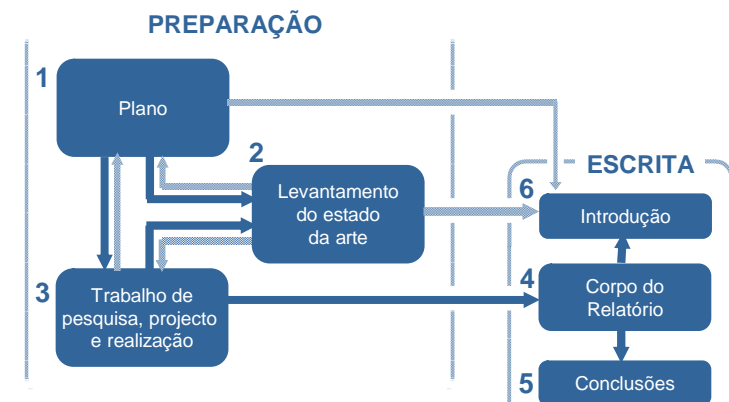 PREPARAÇÃO
1
Plano
2
Levantamento
do estado
da arte
3
Trabalho de
pesquisa, projecto
e realização
ESCRITA
6
Introdução
4
Corpo do
Relatório
5
Conclusões